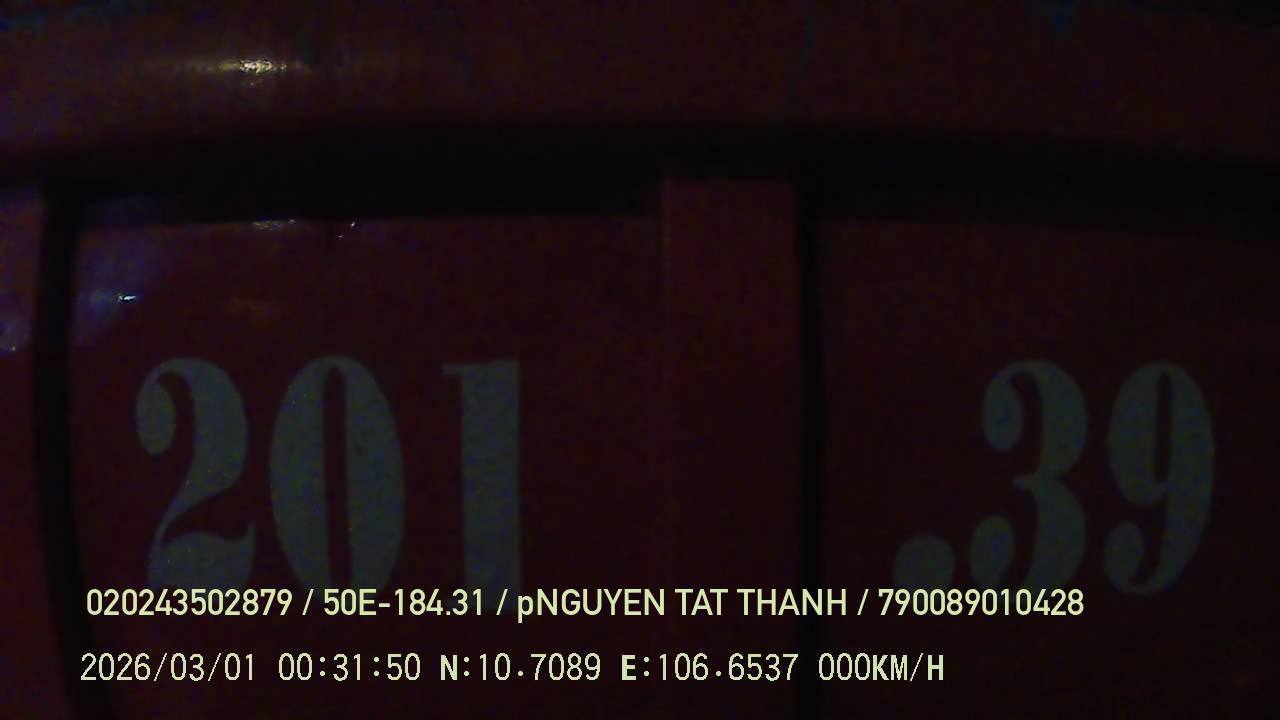 201 .39
020243502879 / 50E-184.31 / pNGUYEN TAT THANH / 790089010428
2026/03/01 00:31:50 N:10.7089 E:106.6537 000KM/H